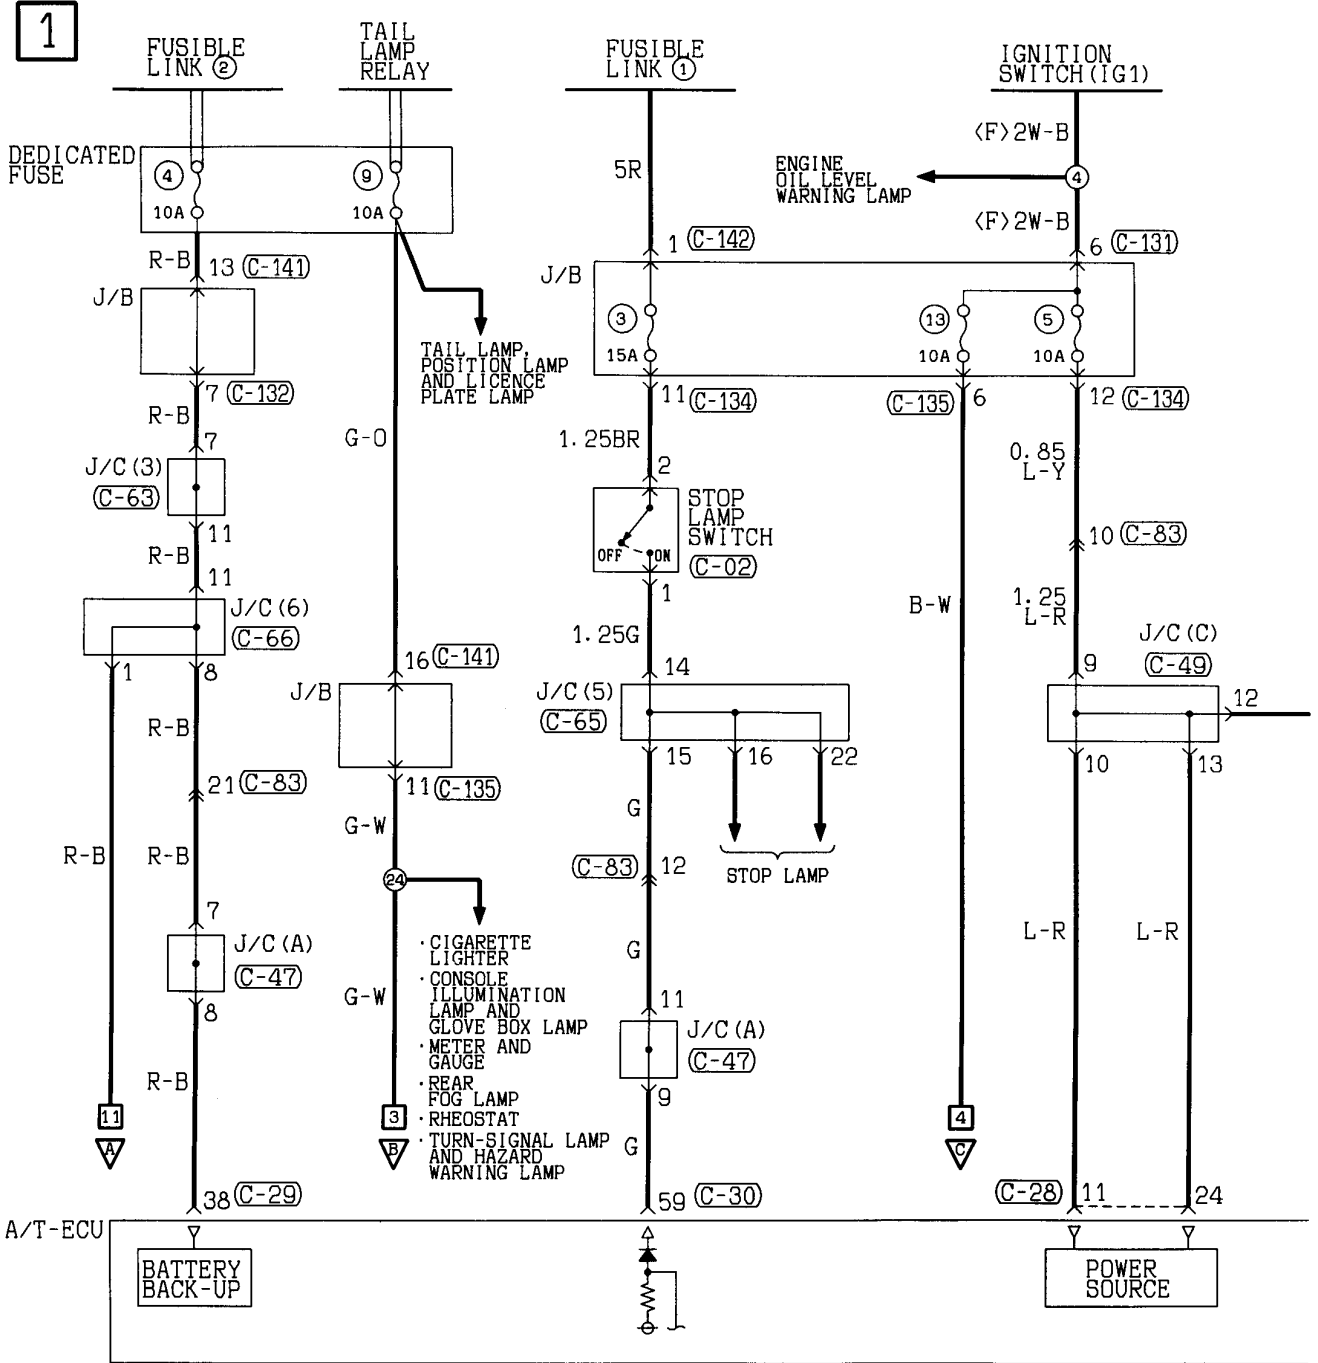 1
FUSIBLE
LINK ②
TAIL
LAMP
RELAY
FUSIBLE
LINK ①
IGNITION
SWITCH(IG1)
<F>2W-B
DEDICATED
FUSE
4
10A
9
10A
5R
ENGINE
OIL LEVEL
WARNING LAMP
4
<F>2W-B
R-B
13 C-141
1 C-142
6 C-131
J/B
J/B
3
15A
13
10A
5
10A
TAIL LAMP,
POSITION LAMP
AND LICENCE
PLATE LAMP
7 C-132
11 C-134
C-135 6
12 C-134
R-B
G-O
1.25BR
0.85
L-Y
7
J/C(3)
C-63
11
2
STOP
LAMP
SWITCH
OFF ON
C-02
1
10 C-83
R-B
11
J/C(6)
C-66
1 8
B-W
1.25
L-R
1.25G
16 C-141
14
9
J/C(C)
C-49
12
J/B
J/C(5)
C-65
15 16 22
10 13
R-B
21 C-83
11 C-135
G
G-W
R-B
R-B
24
C-83 12
STOP LAMP
7
J/C(A)
C-47
8
·CIGARETTE
LIGHTER
·CONSOLE
ILLUMINATION
LAMP AND
GLOVE BOX LAMP
·METER AND
GAUGE
·REAR
FOG LAMP
·RHEOSTAT
·TURN-SIGNAL LAMP
AND HAZARD
WARNING LAMP
G
L-R
L-R
G-W
11
J/C(A)
C-47
9
R-B
11
A
3
B
G
4
C
38 C-29
59 C-30
C-28 11
24
A/T-ECU
BATTERY
BACK-UP
POWER
SOURCE